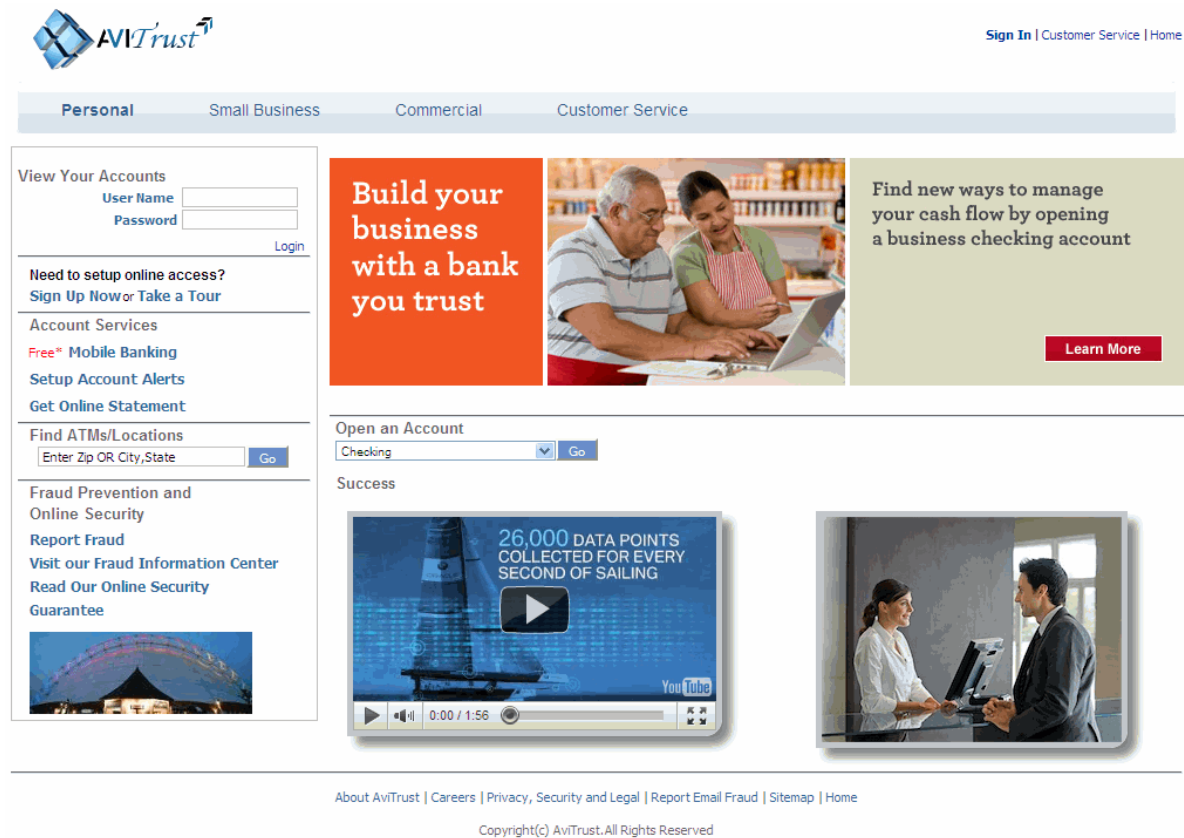 AVITrust
Sign In | Customer Service | Home
Personal Small Business Commercial Customer Service
View Your Accounts
User Name
Password
Login
Need to setup online access?
Sign Up Now or Take a Tour
Account Services
Free* Mobile Banking
Setup Account Alerts
Get Online Statement
Find ATMs/Locations
Enter Zip OR City,State Go
Fraud Prevention and
Online Security
Report Fraud
Visit our Fraud Information Center
Read Our Online Security
Guarantee
Build your
business
with a bank
you trust
Find new ways to manage
your cash flow by opening
a business checking account
Learn More
Open an Account
Checking Go
Success
26,000 DATA POINTS
COLLECTED FOR EVERY
SECOND OF SAILING
YouTube
0:00 / 1:56
About AviTrust | Careers | Privacy, Security and Legal | Report Email Fraud | Sitemap | Home
Copyright(c) AviTrust.All Rights Reserved